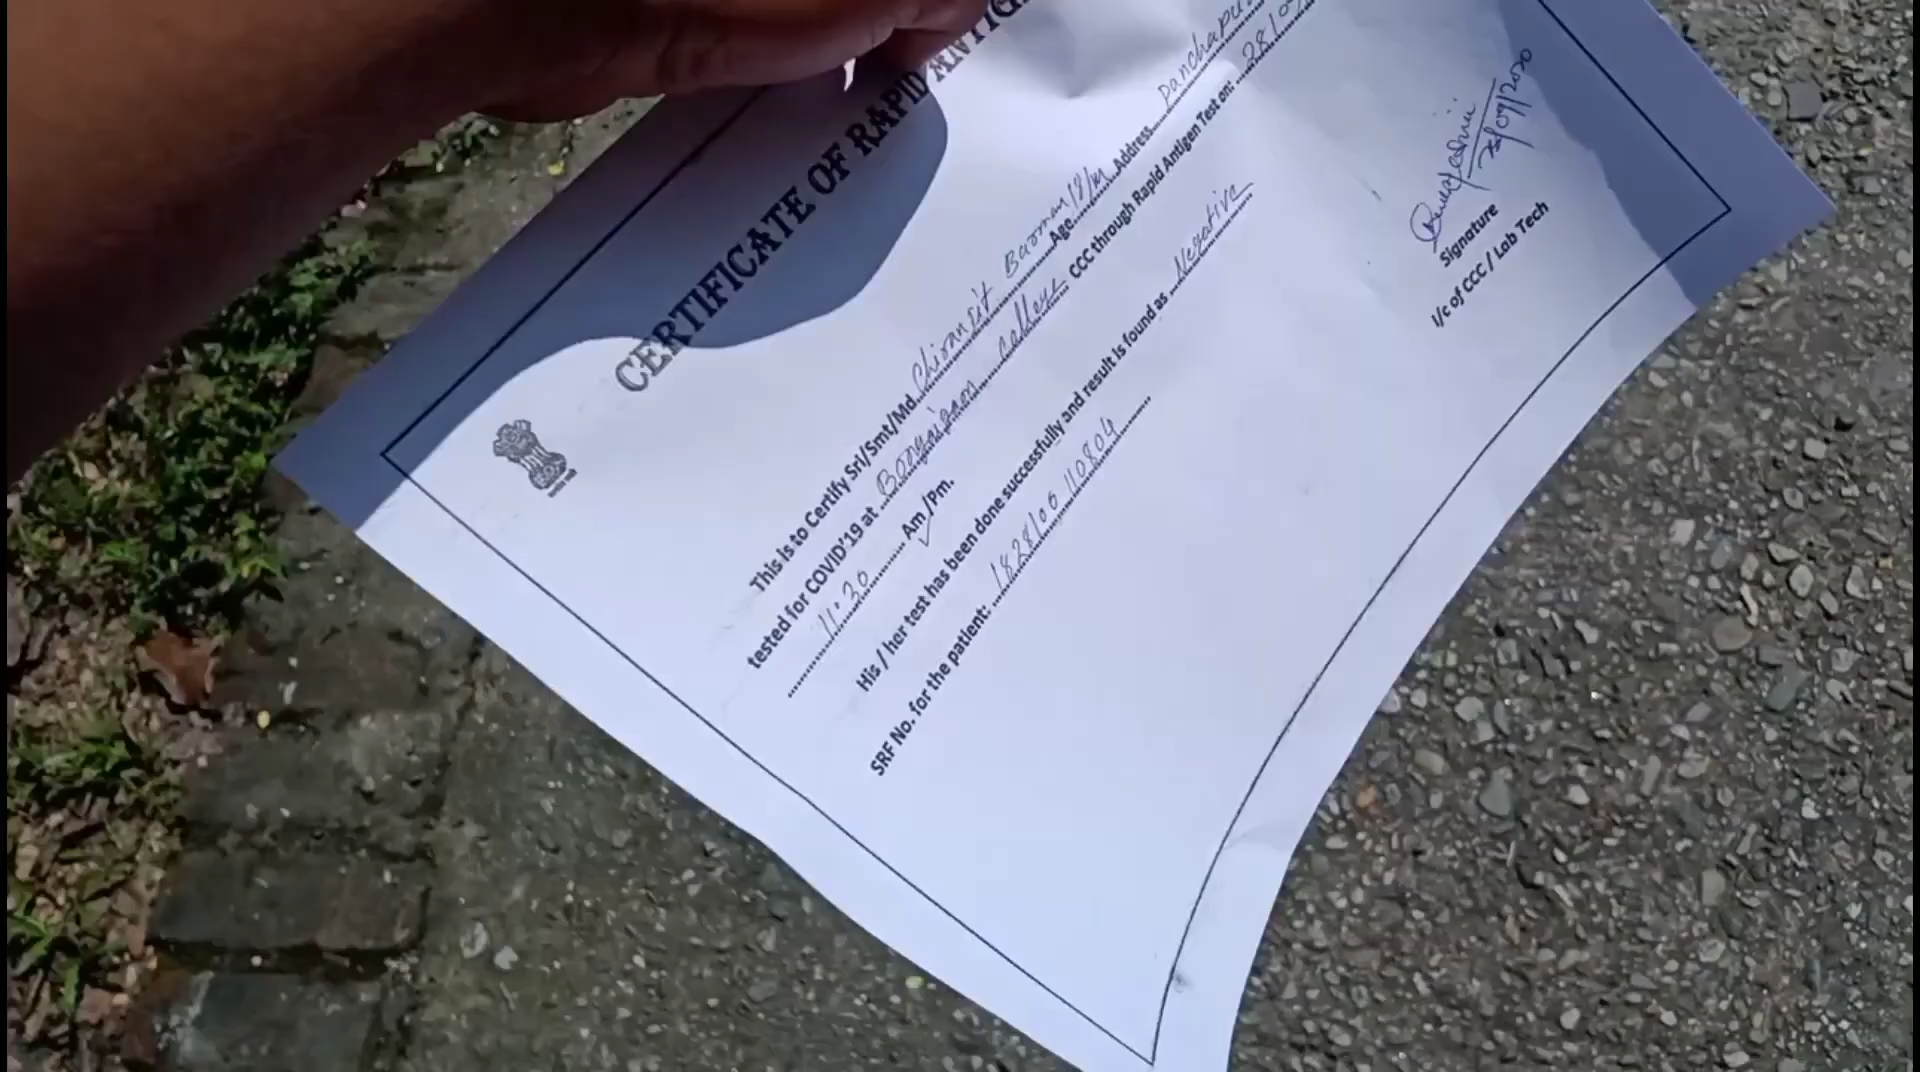 CERTIFICATE OF RAPID ANTIG
This is to Certify Sri/Smt/Md. Chiranjit Barman Age 18/M Address Panchapur
tested for COVID'19 at Bongaigaon College CCC through Rapid Antigen Test on: 28/09
11:30 Am/Pm.
His / her test has been done successfully and result is found as Negative
SRF No. for the patient: 1828/06110804
Signature
I/c of CCC / Lab Tech